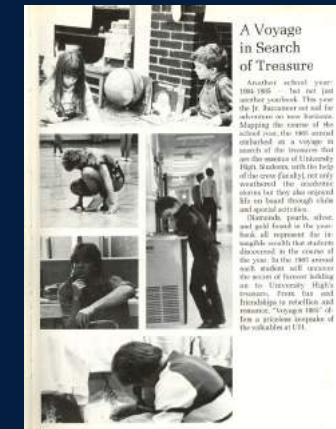 A Voyage
in Search
of Treasure
Another school year-
1984-1985 — but not just
another yearbook. This year
the Jr. Buccaneer set sail for
adventure on new horizons.
Mapping the course of the
school year, the 1985 annual
embarked on a voyage in
search of the treasures that
are the essence of University
High. Students, with the help
of the crew (faculty), not only
weathered the academic
storms but they also enjoyed
life on board through clubs
and special activities.
Diamonds, pearls, silver,
and gold found in the year-
book all represent the in-
tangible wealth that students
discovered in the course of
the year. In the 1985 annual
each student will uncover
the secret of forever holding
on to University High's
treasures. From fun and
friendships to rebellion and
romance, "Voyages 1985" of-
fers a priceless keepsake of
the valuables at UH.